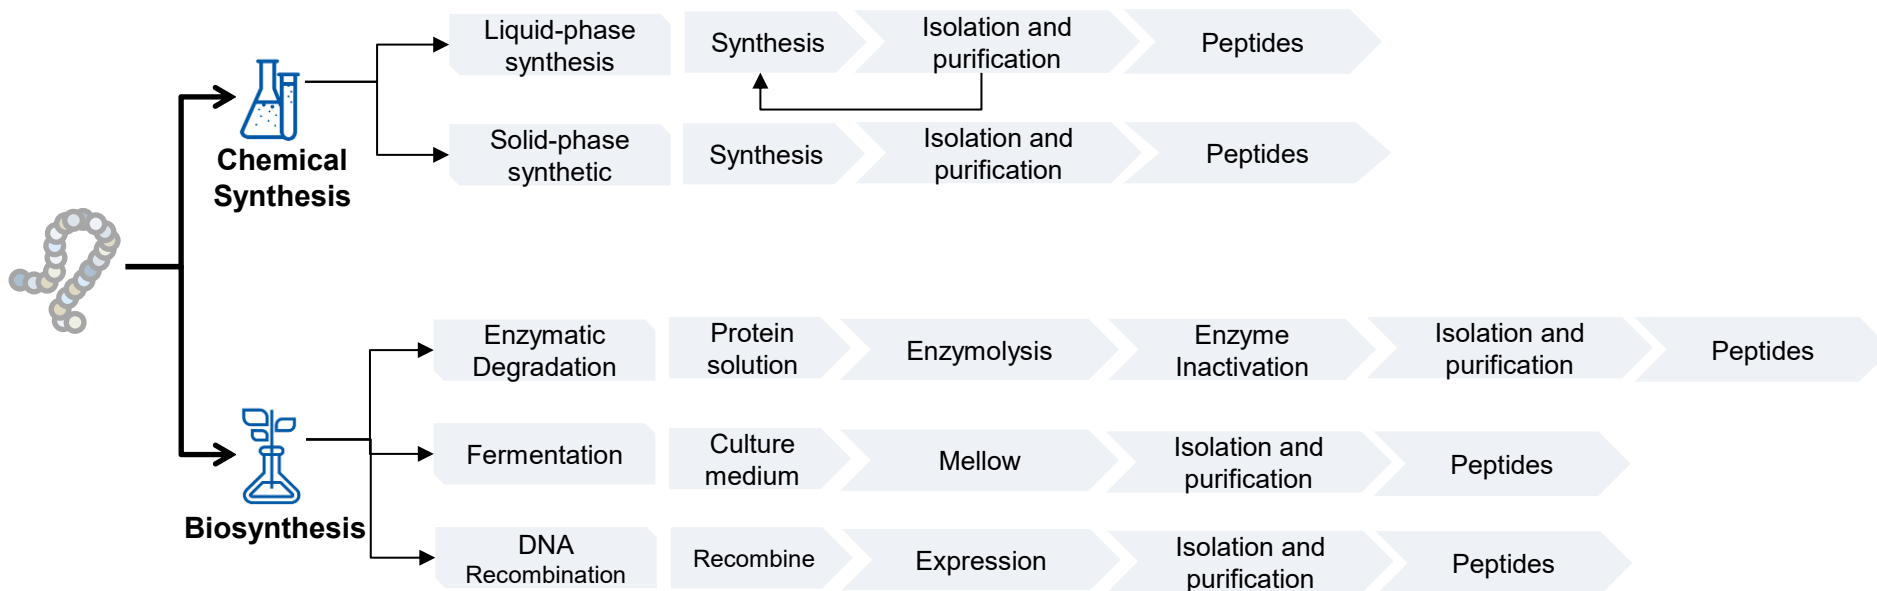 Liquid-phase
synthesis
Synthesis
Isolation and
purification
Peptides
Chemical
Synthesis
Solid-phase
synthetic
Synthesis
Isolation and
purification
Peptides
Enzymatic
Degradation
Protein
solution
Enzymolysis
Enzyme
Inactivation
Isolation and
purification
Peptides
Biosynthesis
Fermentation
Culture
medium
Mellow
Isolation and
purification
Peptides
DNA
Recombination
Recombine
Expression
Isolation and
purification
Peptides